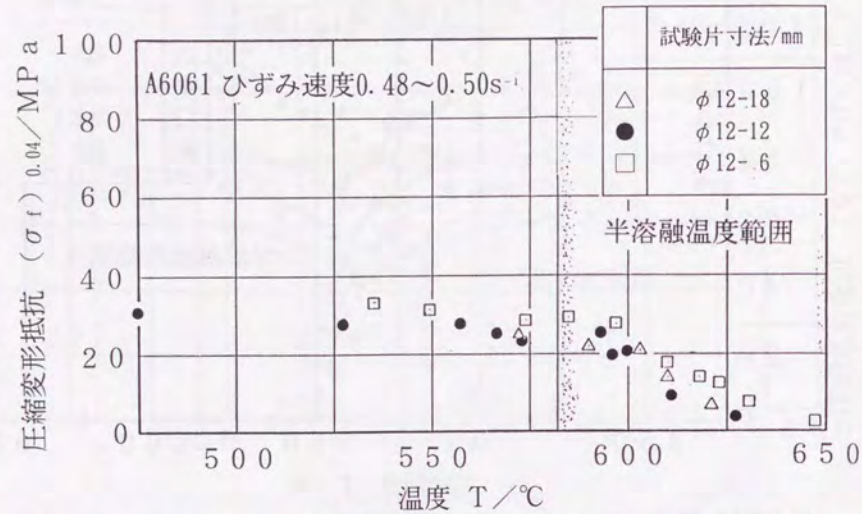 試験片寸法/mm
△ φ12-18
● φ12-12
□ φ12-6
A6061 ひずみ速度0.48～0.50s⁻¹
半溶融温度範囲
圧縮変形抵抗 (σf)0.04／MPa
100
80
60
40
20
0
500 550 600 650
温度 T／℃